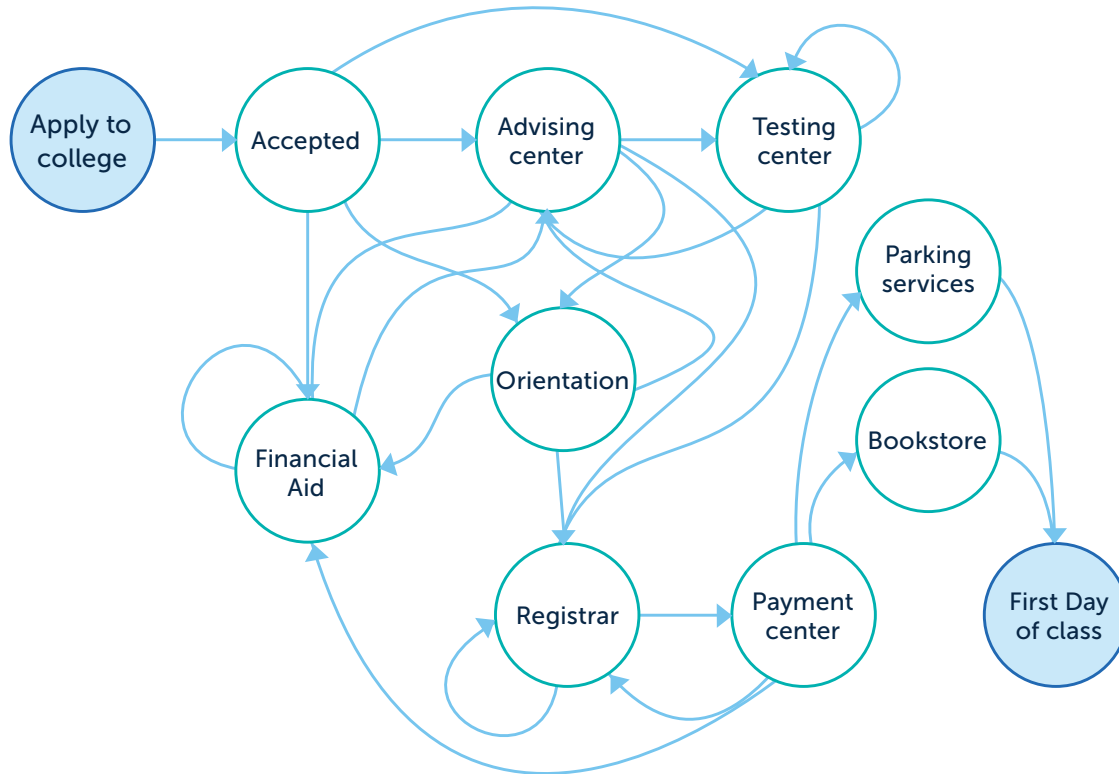 Apply to
college
Accepted
Advising
center
Testing
center
Parking
services
Orientation
Bookstore
Financial
Aid
Registrar
Payment
center
First Day
of class